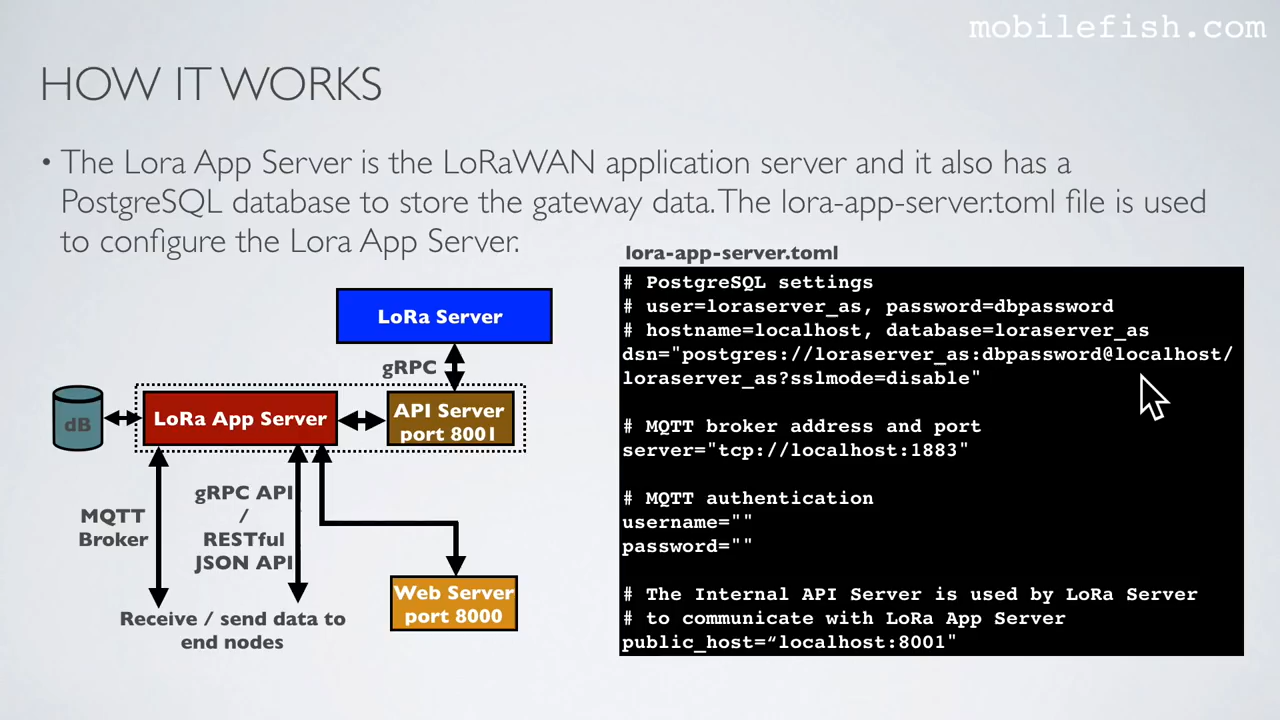 mobilefish.com
HOW IT WORKS
• The Lora App Server is the LoRaWAN application server and it also has a
PostgreSQL database to store the gateway data. The lora-app-server.toml file is used
to configure the Lora App Server.
lora-app-server.toml
# PostgreSQL settings
# user=loraserver_as, password=dbpassword
# hostname=localhost, database=loraserver_as
dsn="postgres://loraserver_as:dbpassword@localhost/
loraserver_as?sslmode=disable"
# MQTT broker address and port
server="tcp://localhost:1883"
# MQTT authentication
username=""
password=""
# The Internal API Server is used by LoRa Server
# to communicate with LoRa App Server
public_host=“localhost:8001"
LoRa Server
gRPC
dB
LoRa App Server
API Server
port 8001
MQTT
Broker
gRPC API
/
RESTful
JSON API
Web Server
port 8000
Receive / send data to
end nodes